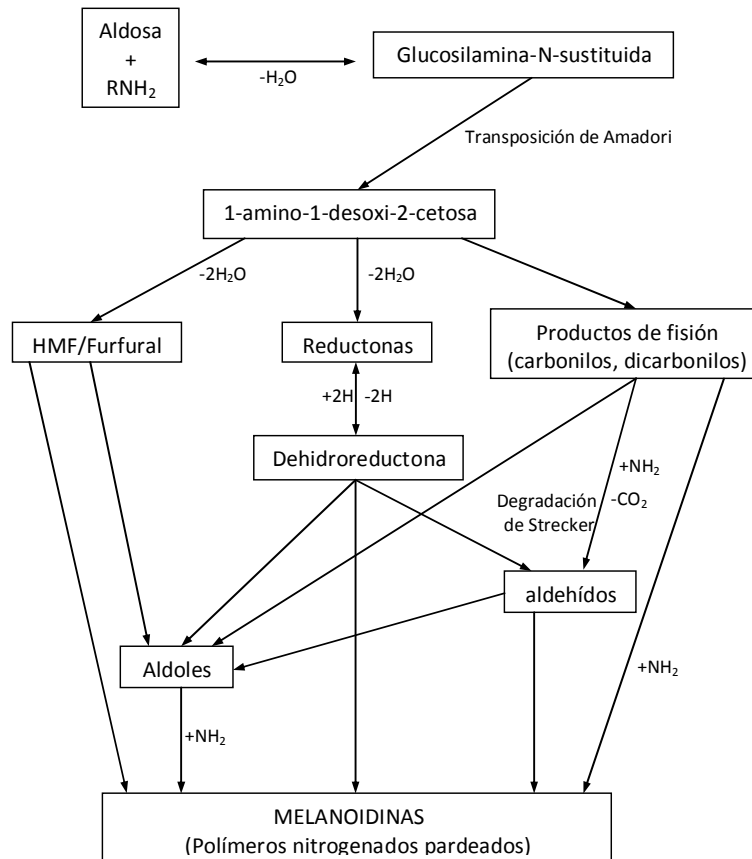 Aldosa
+
RNH₂
-H₂O
Glucosilamina-N-sustituida
Transposición de Amadori
1-amino-1-desoxi-2-cetosa
-2H₂O
-2H₂O
HMF/Furfural
Reductonas
Productos de fisión
(carbonilos, dicarbonilos)
+2H -2H
Dehidroreductona
+NH₂
Degradación
de Strecker
-CO₂
aldehídos
Aldoles
+NH₂
+NH₂
MELANOIDINAS
(Polímeros nitrogenados pardeados)